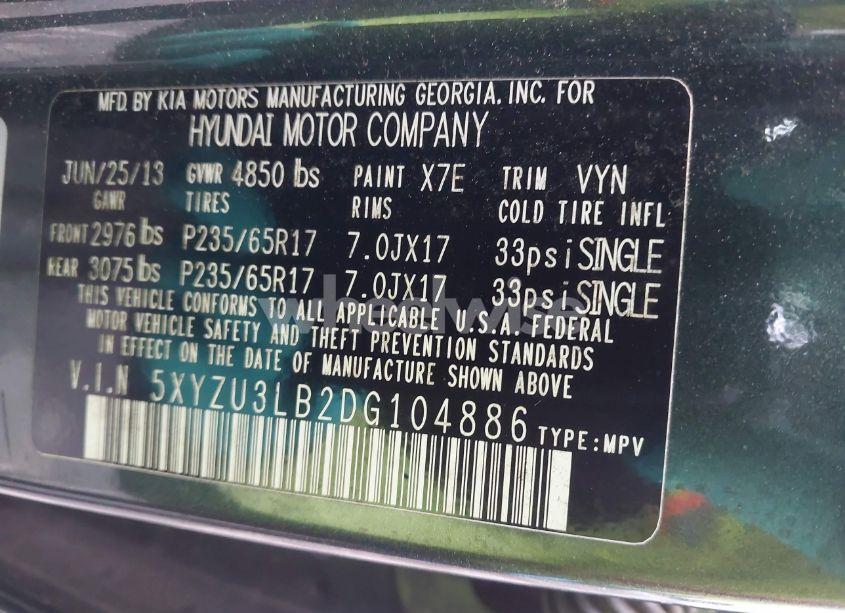 MFD. BY KIA MOTORS MANUFACTURING GEORGIA. INC. FOR
HYUNDAI MOTOR COMPANY
JUN/25/13 GVWR 4850 lbs PAINT X7E TRIM VYN
GAWR TIRES RIMS COLD TIRE INFL
FRONT 2976 lbs P235/65R17 7.0JX17 33psi SINGLE
REAR 3075 lbs P235/65R17 7.0JX17 33psi SINGLE
THIS VEHICLE CONFORMS TO ALL APPLICABLE U.S.A. FEDERAL
MOTOR VEHICLE SAFETY AND THEFT PREVENTION STANDARDS
IN EFFECT ON THE DATE OF MANUFACTURE SHOWN ABOVE
V.I.N 5XYZU3LB2DG104886 TYPE:MPV
wheelwise